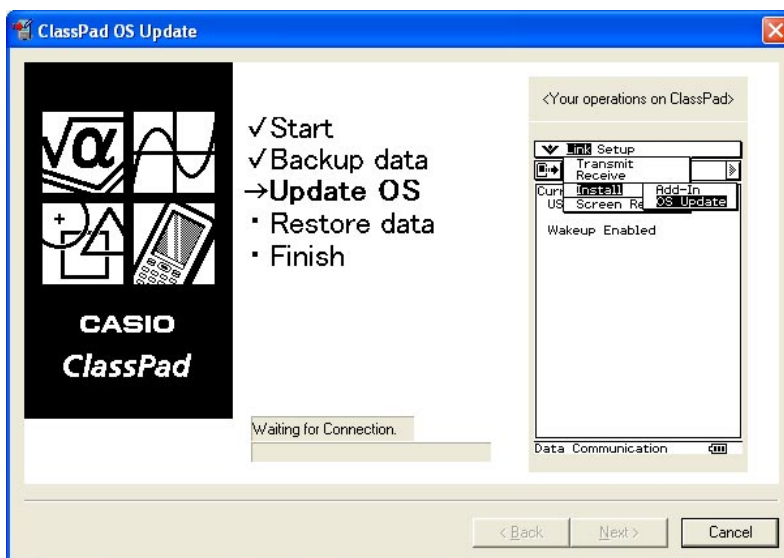 ClassPad OS Update
<Your operations on ClassPad>
√α
CASIO
ClassPad
✓Start
✓Backup data
→Update OS
・Restore data
・Finish
Waiting for Connection.
Link Setup
Transmit
Receive
Curr
Install
Add-In
US
Screen Re
OS Update
Wakeup Enabled
Data Communication
< Back
Next >
Cancel